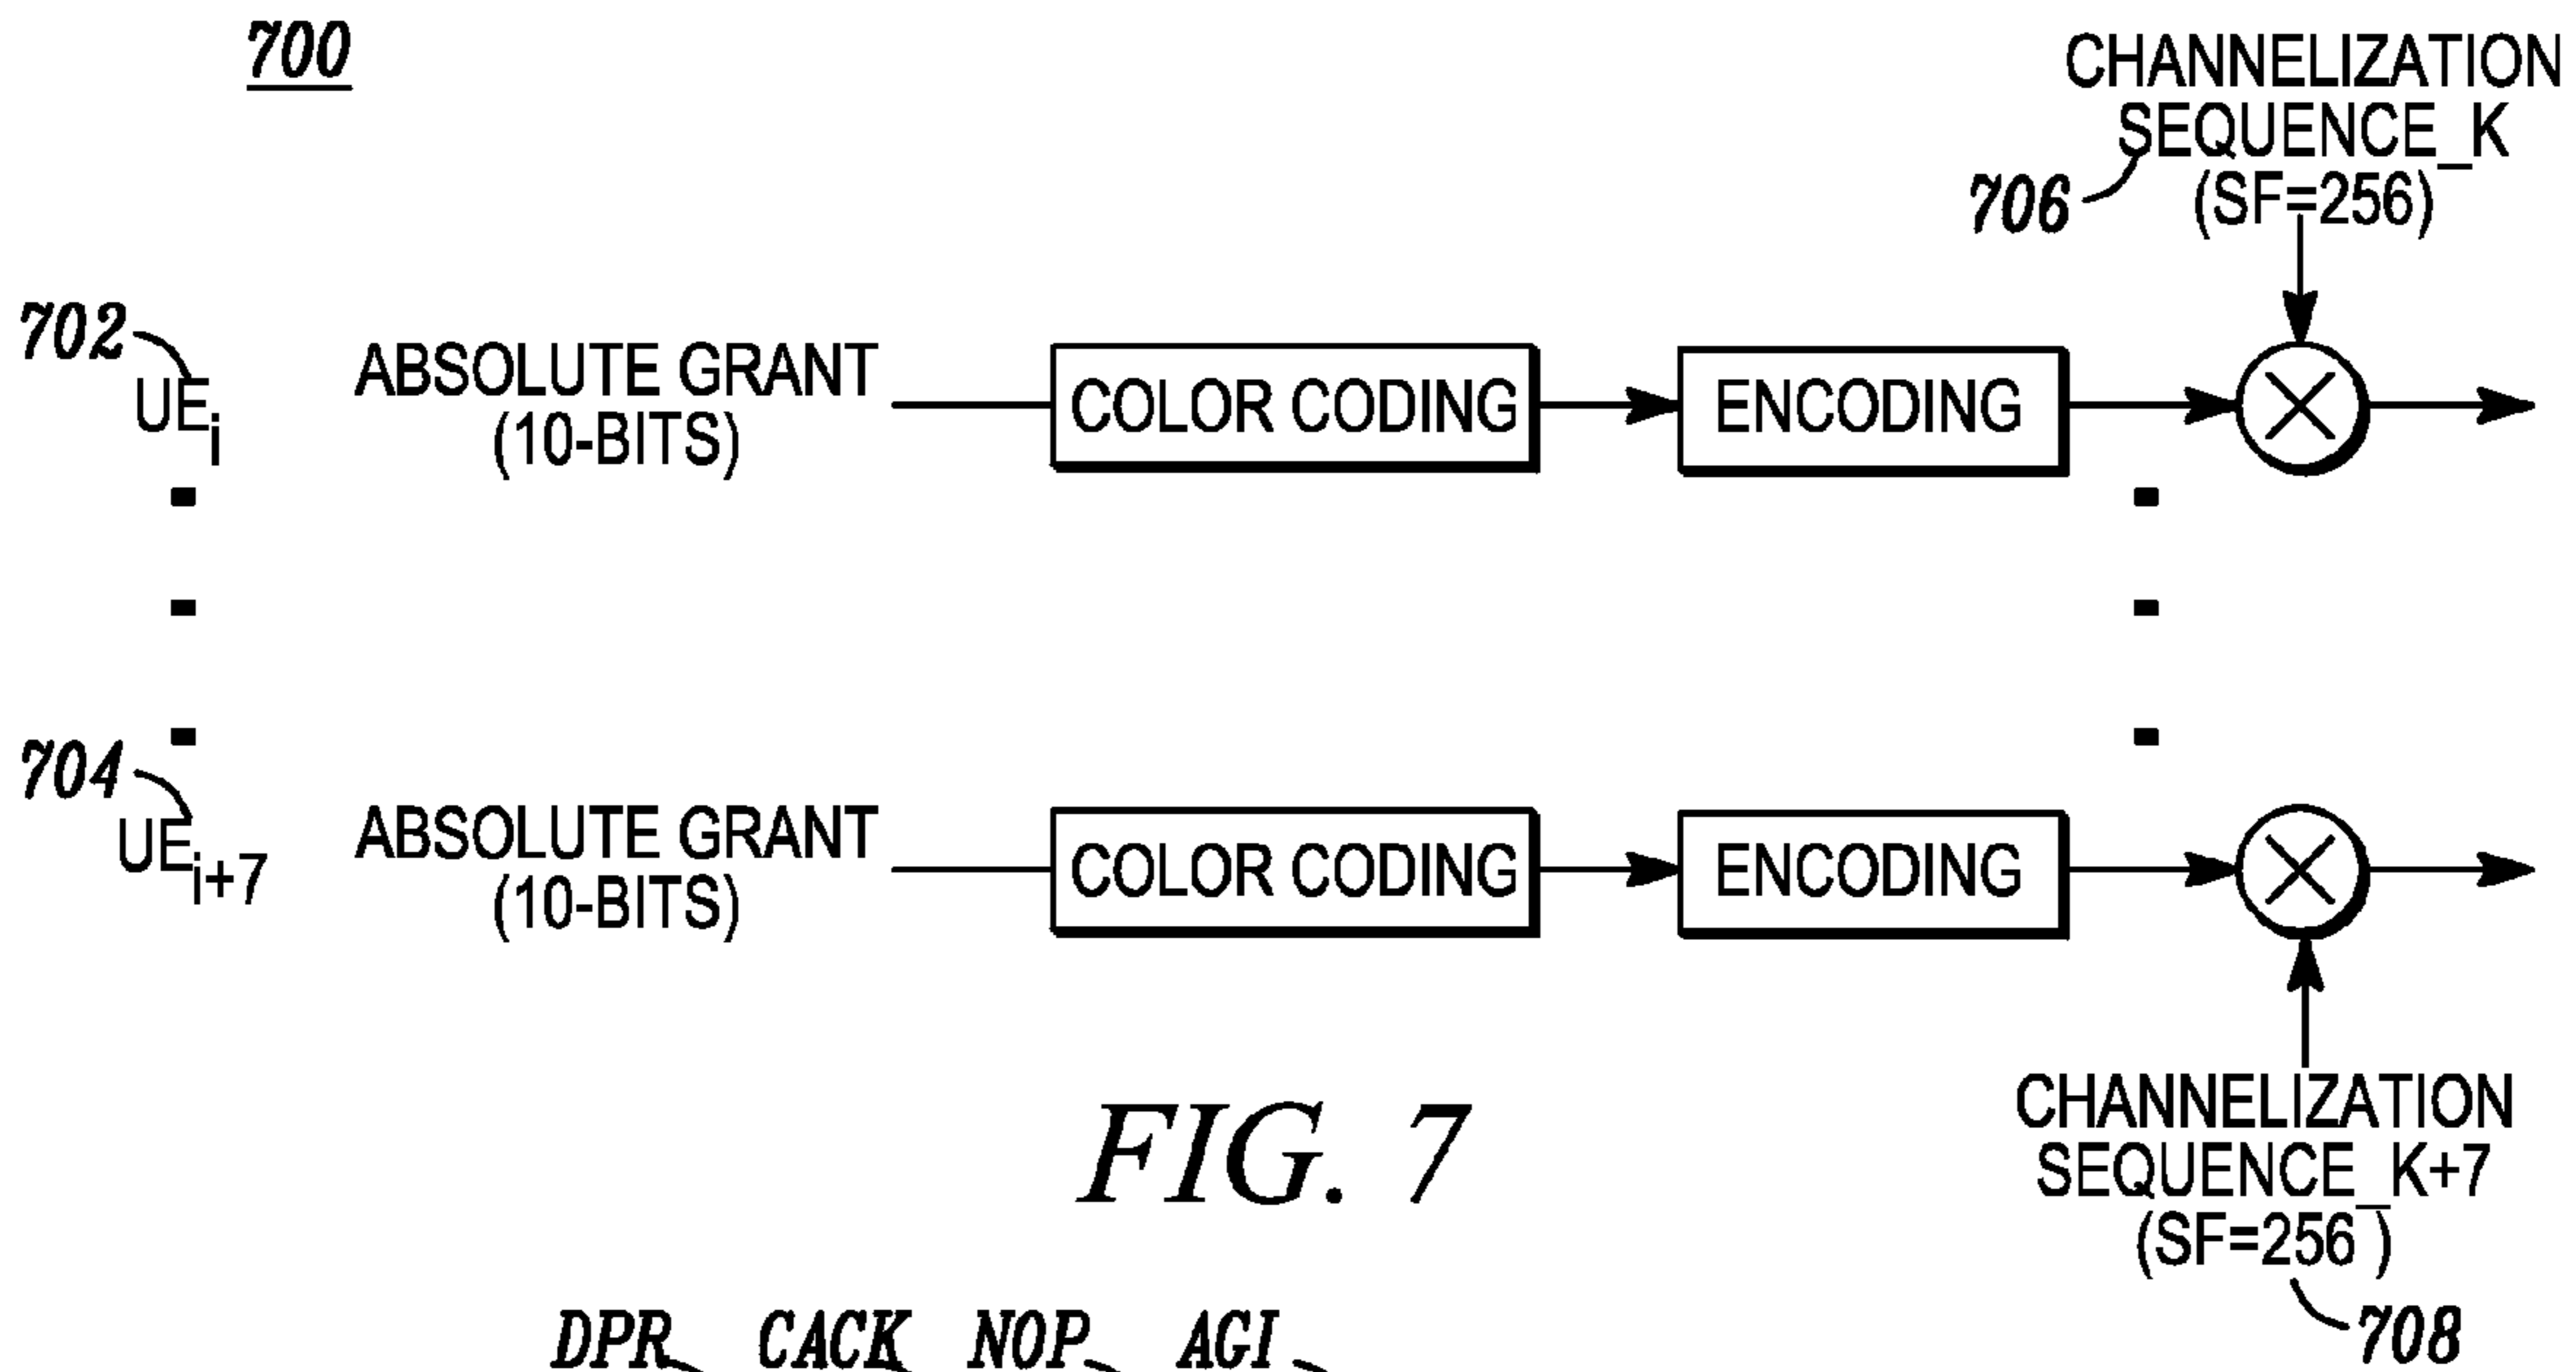 700
CHANNELIZATION
SEQUENCE_K
(SF=256)
706
702
UEi
ABSOLUTE GRANT
(10-BITS)
COLOR CODING
ENCODING
704
UEi+7
ABSOLUTE GRANT
(10-BITS)
COLOR CODING
ENCODING
CHANNELIZATION
SEQUENCE_K+7
(SF=256 )
708
FIG. 7
DPR CACK NOP AGI